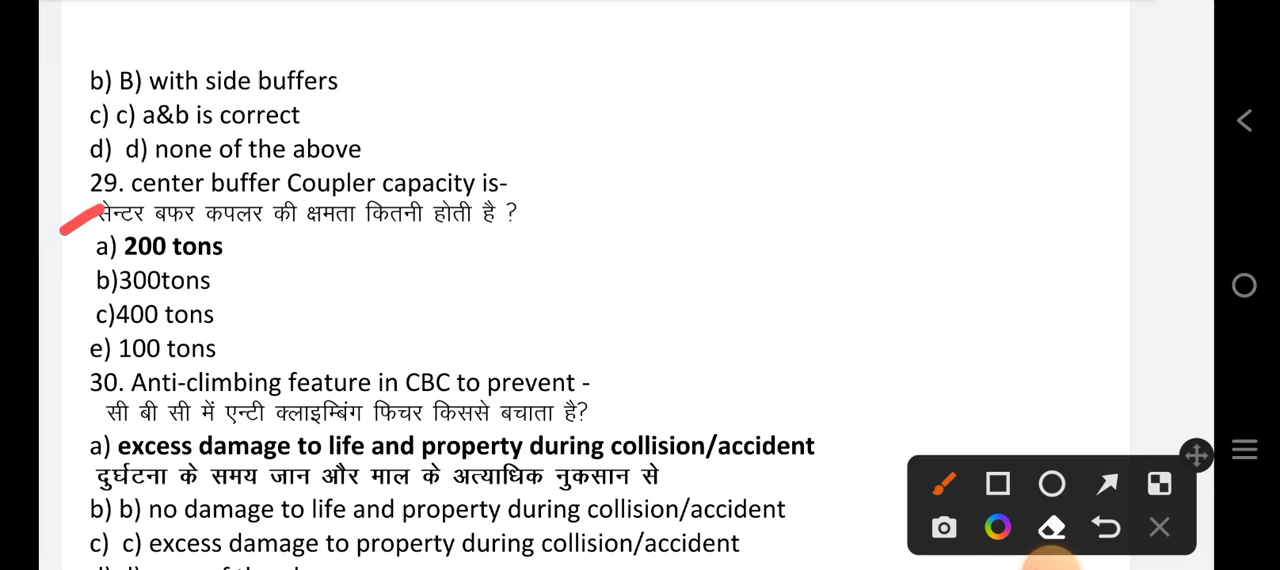 b) B) with side buffers
c) c) a&b is correct
d) d) none of the above
29. center buffer Coupler capacity is-
सेन्टर बफर कपलर की क्षमता कितनी होती है ?
a) 200 tons
b)300tons
c)400 tons
e) 100 tons
30. Anti-climbing feature in CBC to prevent -
सी बी सी में एन्टी क्लाइम्बिंग फिचर किससे बचाता है?
a) excess damage to life and property during collision/accident
दुर्घटना के समय जान और माल के अत्याधिक नुकसान से
b) b) no damage to life and property during collision/accident
c) c) excess damage to property during collision/accident